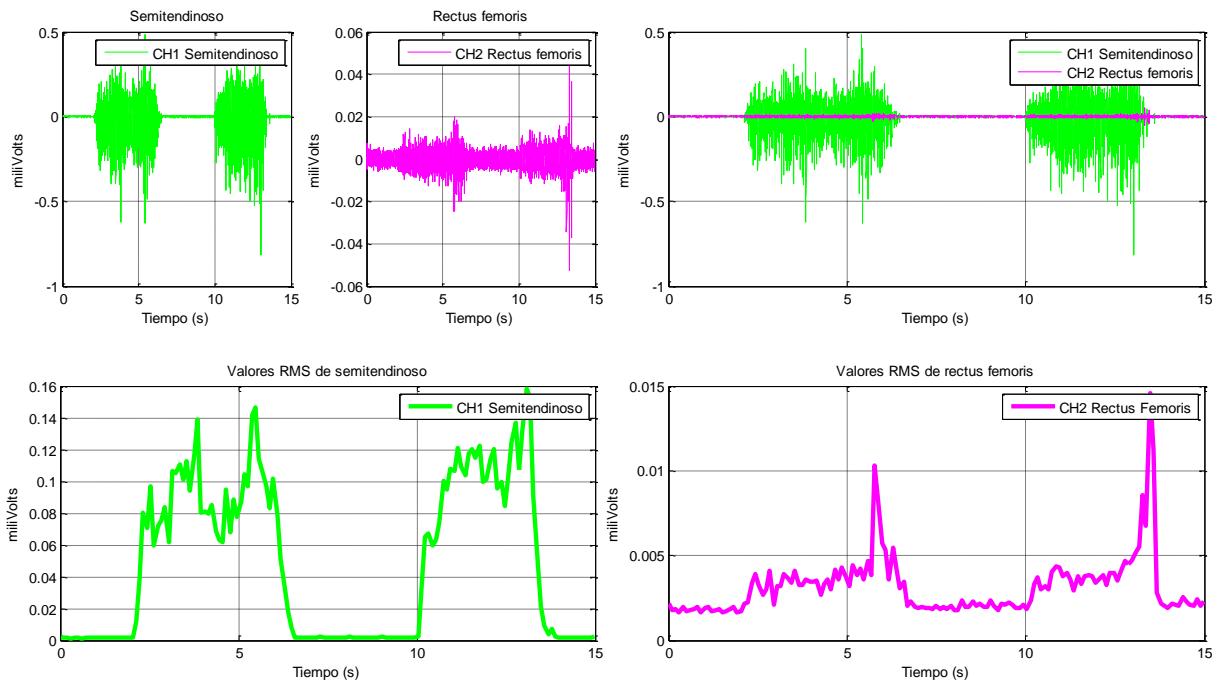 Semitendinoso
0.5
0
-0.5
-1
miliVolts
CH1 Semitendinoso
0 5 10 15
Tiempo (s)
Rectus femoris
0.06
0.04
0.02
0
-0.02
-0.04
-0.06
miliVolts
CH2 Rectus femoris
0 5 10 15
Tiempo (s)
0.5
0
-0.5
-1
miliVolts
CH1 Semitendinoso
CH2 Rectus femoris
0 5 10 15
Tiempo (s)
Valores RMS de semitendinoso
0.16
0.14
0.12
0.1
0.08
0.06
0.04
0.02
0
miliVolts
CH1 Semitendinoso
0 5 10 15
Tiempo (s)
Valores RMS de rectus femoris
0.015
0.01
0.005
0
miliVolts
CH2 Rectus Femoris
0 5 10 15
Tiempo (s)